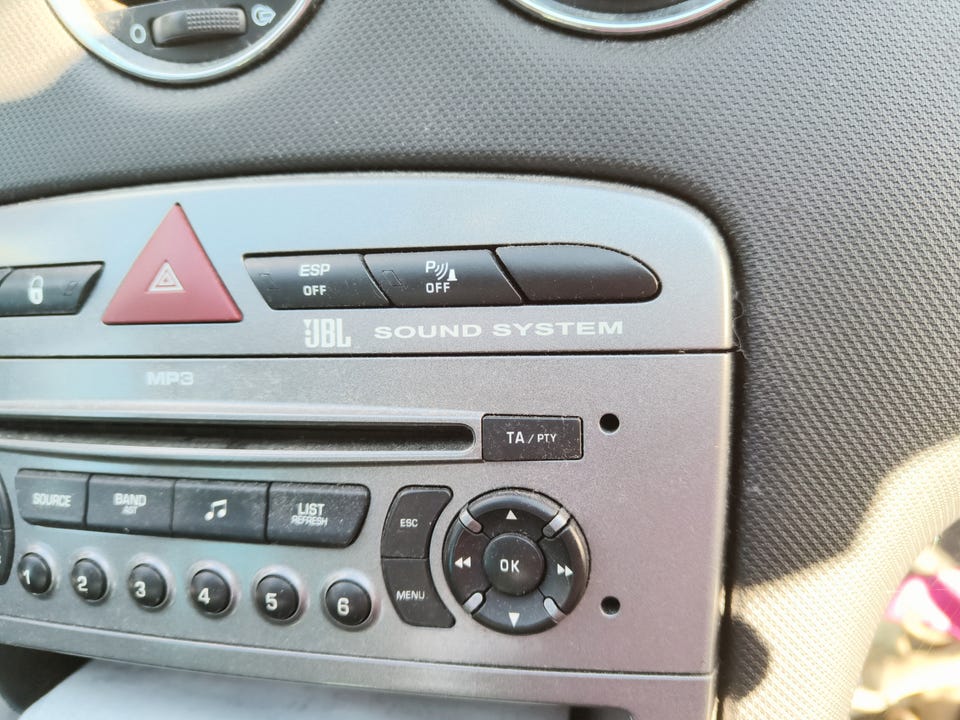 0
ESP
OFF
P
OFF
JBL SOUND SYSTEM
MP3
TA / PTY
SOURCE
BAND
AST
LIST
REFRESH
ESC
OK
MENU
1 2 3 4 5 6